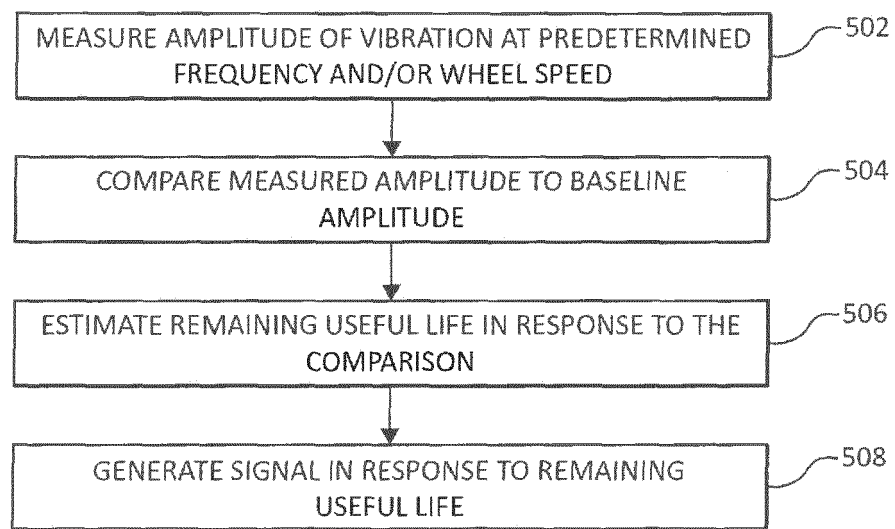 MEASURE AMPLITUDE OF VIBRATION AT PREDETERMINED
FREQUENCY AND/OR WHEEL SPEED
502
COMPARE MEASURED AMPLITUDE TO BASELINE
AMPLITUDE
504
ESTIMATE REMAINING USEFUL LIFE IN RESPONSE TO THE
COMPARISON
506
GENERATE SIGNAL IN RESPONSE TO REMAINING
USEFUL LIFE
508